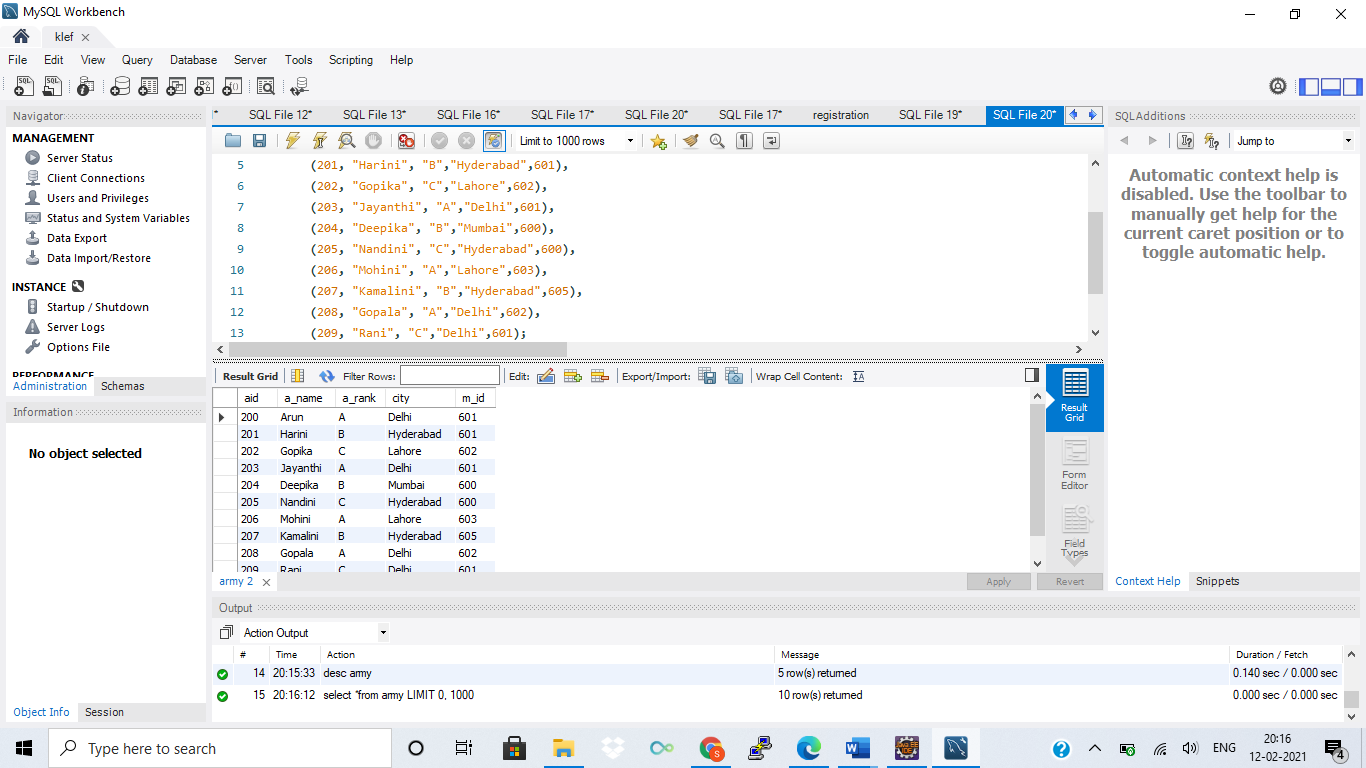 MySQL Workbench
klef
File Edit View Query Database Server Tools Scripting Help
Navigator
MANAGEMENT
Server Status
Client Connections
Users and Privileges
Status and System Variables
Data Export
Data Import/Restore
INSTANCE
Startup / Shutdown
Server Logs
Options File
PERFORMANCE
Administration Schemas
Information
No object selected
Object Info Session
* SQL File 12* SQL File 13* SQL File 16* SQL File 17* SQL File 20* SQL File 17* registration SQL File 19* SQL File 20*
Limit to 1000 rows
5 (201, "Harini", "B","Hyderabad",601),
6 (202, "Gopika", "C","Lahore",602),
7 (203, "Jayanthi", "A","Delhi",601),
8 (204, "Deepika", "B","Mumbai",600),
9 (205, "Nandini", "C","Hyderabad",600),
10 (206, "Mohini", "A","Lahore",603),
11 (207, "Kamalini", "B","Hyderabad",605),
12 (208, "Gopala", "A","Delhi",602),
13 (209, "Rani", "C","Delhi",601);
Result Grid Filter Rows: Edit: Export/Import: Wrap Cell Content:
aid a_name a_rank city m_id
200 Arun A Delhi 601
201 Harini B Hyderabad 601
202 Gopika C Lahore 602
203 Jayanthi A Delhi 601
204 Deepika B Mumbai 600
205 Nandini C Hyderabad 600
206 Mohini A Lahore 603
207 Kamalini B Hyderabad 605
208 Gopala A Delhi 602
209 Rani C Delhi 601
Result
Grid
Form
Editor
Field
Types
army 2
Apply Revert
SQLAdditions
Jump to
Automatic context help is
disabled. Use the toolbar to
manually get help for the
current caret position or to
toggle automatic help.
Context Help Snippets
Output
Action Output
# Time Action Message Duration / Fetch
14 20:15:33 desc army 5 row(s) returned 0.140 sec / 0.000 sec
15 20:16:12 select *from army LIMIT 0, 1000 10 row(s) returned 0.000 sec / 0.000 sec
Type here to search
ENG
20:16
12-02-2021
4